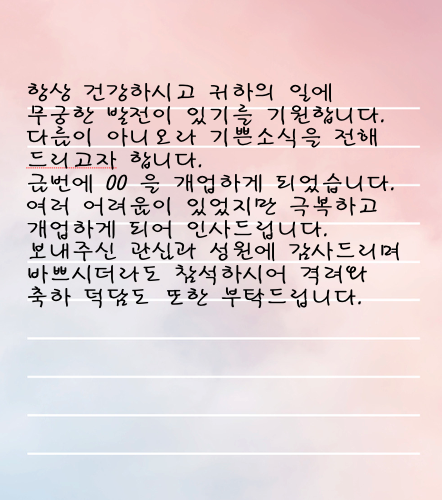 항상 건강하시고 귀하의 일에
무궁한 발전이 있기를 기원합니다.
다름이 아니오라 기쁜소식을 전해
드리고자 합니다.
금번에 00 을 개업하게 되었습니다.
여러 어려움이 있었지만 극복하고
개업하게 되어 인사드립니다.
보내주신 관심과 성원에 감사드리며
바쁘시더라도 참석하시어 격려와
축하 덕담도 또한 부탁드립니다.